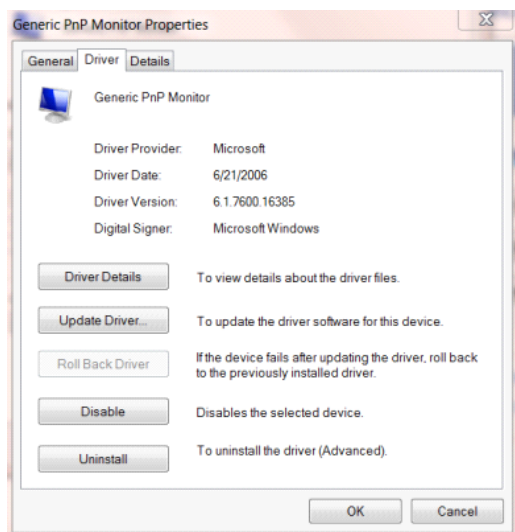 Generic PnP Monitor Properties
General Driver Details
Generic PnP Monitor
Driver Provider: Microsoft
Driver Date: 6/21/2006
Driver Version: 6.1.7600.16385
Digital Signer: Microsoft Windows
Driver Details To view details about the driver files.
Update Driver... To update the driver software for this device.
Roll Back Driver If the device fails after updating the driver, roll back
to the previously installed driver.
Disable Disables the selected device.
Uninstall To uninstall the driver (Advanced).
OK Cancel